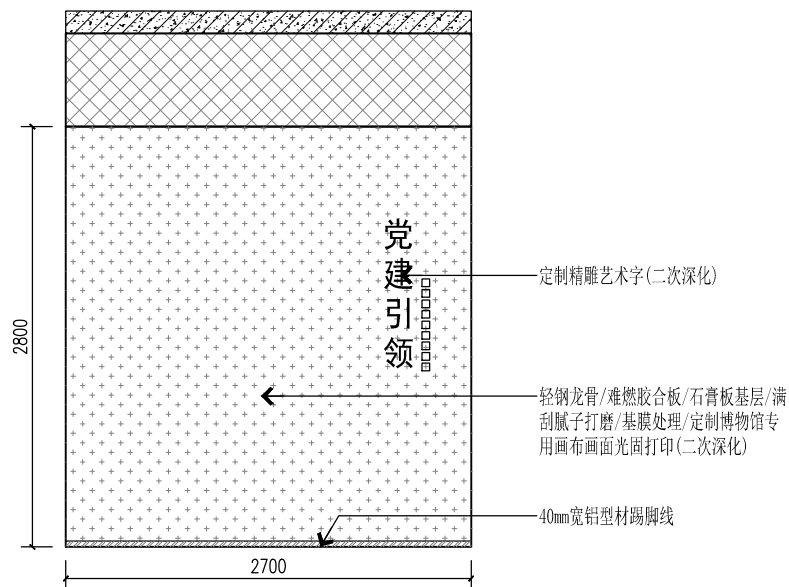 党建引领
定制精雕艺术字(二次深化)
2800
轻钢龙骨/难燃胶合板/石膏板基层/满
刮腻子打磨/基膜处理/定制博物馆专
用画布画面光固打印(二次深化)
40mm宽铝型材踢脚线
2700